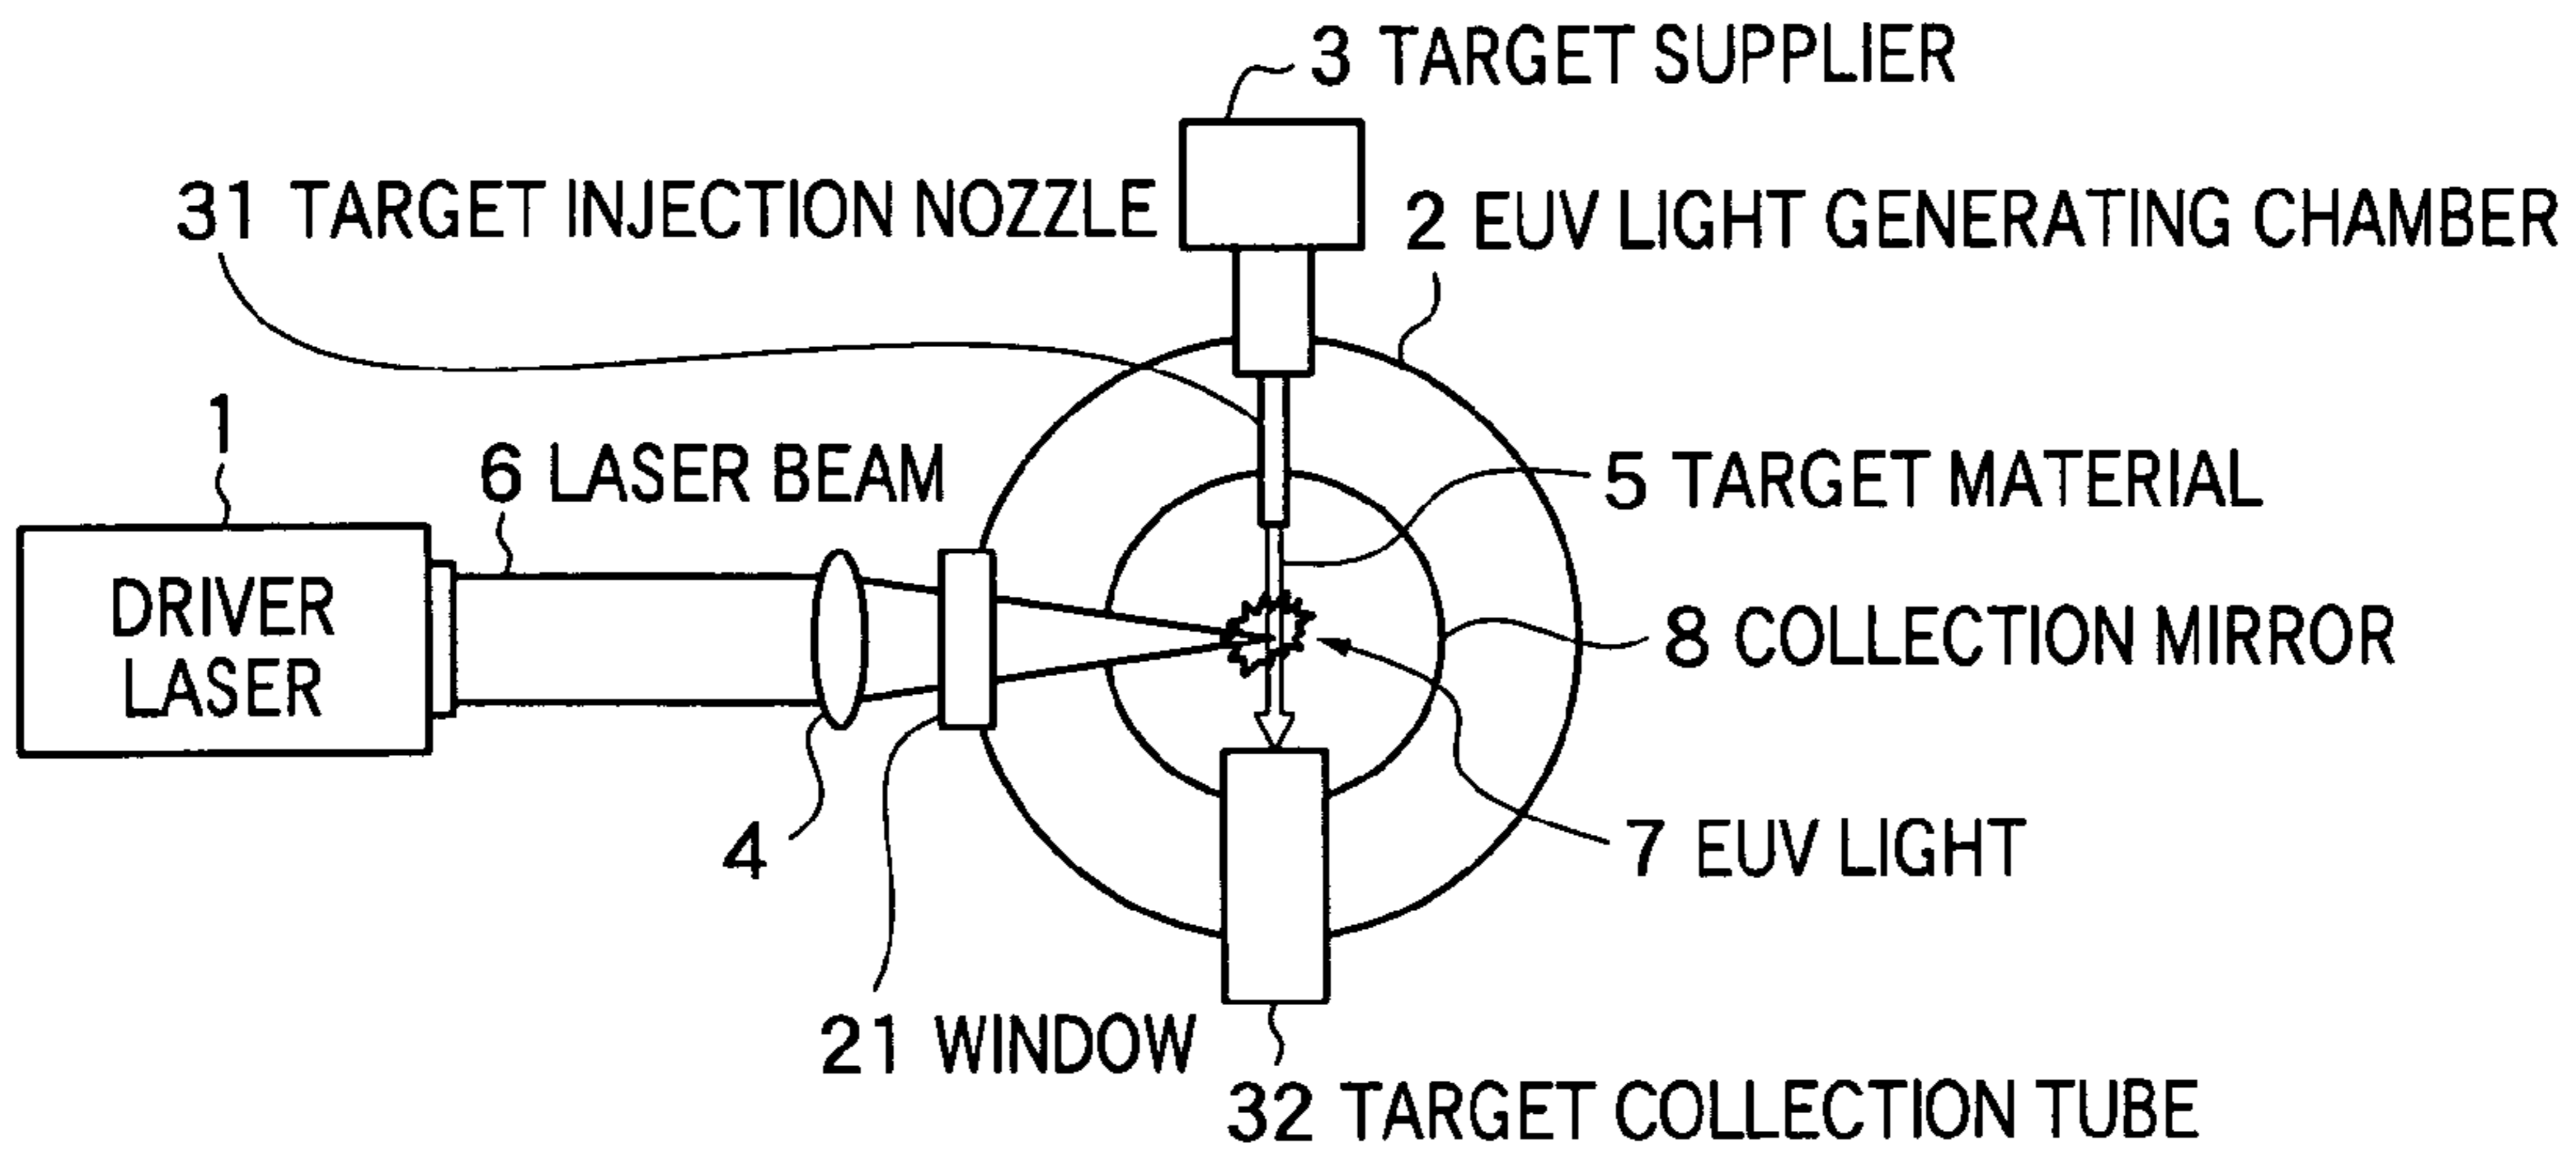 3 TARGET SUPPLIER
31 TARGET INJECTION NOZZLE
2 EUV LIGHT GENERATING CHAMBER
1
6 LASER BEAM
5 TARGET MATERIAL
DRIVER
LASER
8 COLLECTION MIRROR
4
7 EUV LIGHT
21 WINDOW
32 TARGET COLLECTION TUBE